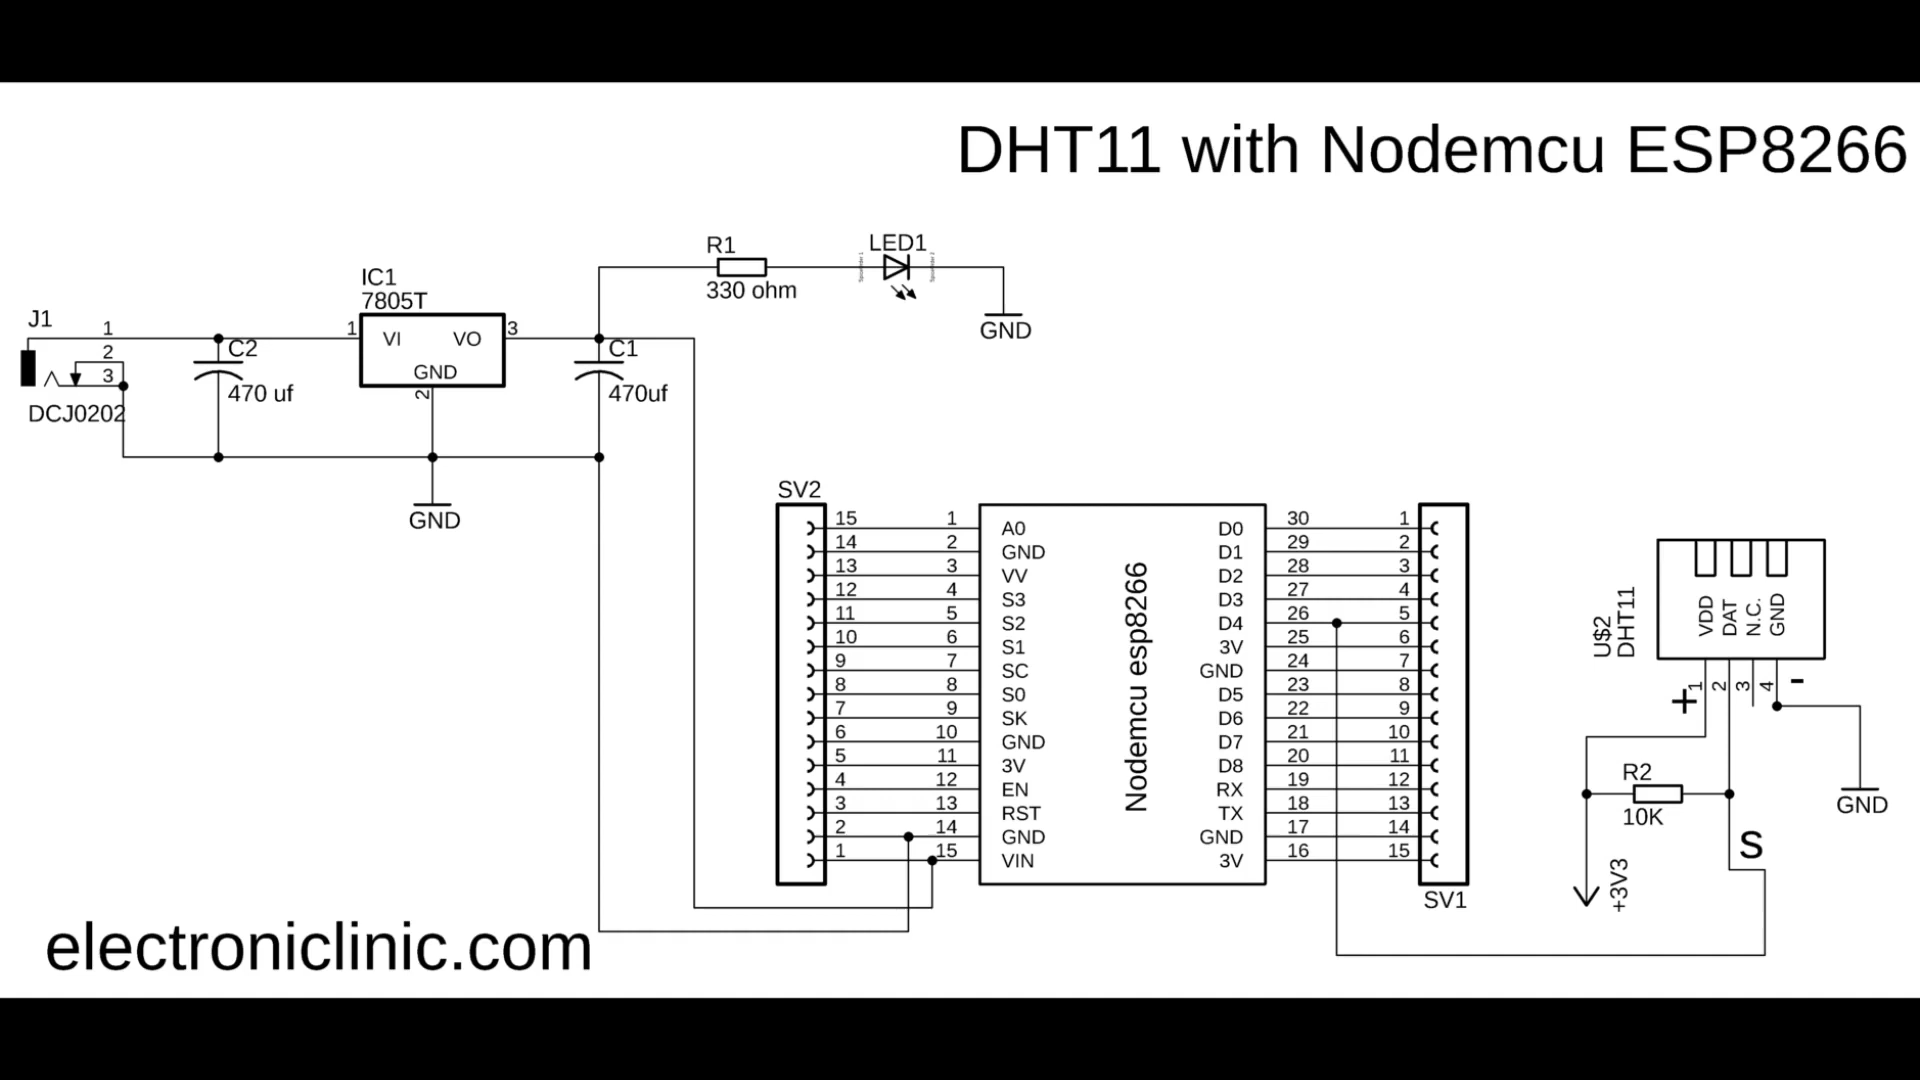 DHT11 with Nodemcu ESP8266
R1
330 ohm
LED1
GND
IC1
7805T
1 VI VO 3
GND
2
J1
1
2
3
DCJ0202
C2
470 uf
C1
470uf
GND
SV2
15 1 A0 D0 30 1
14 2 GND D1 29 2
13 3 VV D2 28 3
12 4 S3 D3 27 4
11 5 S2 D4 26 5
10 6 S1 3V 25 6
9 7 SC GND 24 7
8 8 S0 D5 23 8
7 9 SK D6 22 9
6 10 GND D7 21 10
5 11 3V D8 20 11
4 12 EN RX 19 12
3 13 RST TX 18 13
2 14 GND GND 17 14
1 15 VIN 3V 16 15
Nodemcu esp8266
SV1
U$2
DHT11
VDD
DAT
N.C.
GND
+ 1 2 3 4 -
R2
10K
S
+3V3
GND
electroniclinic.com